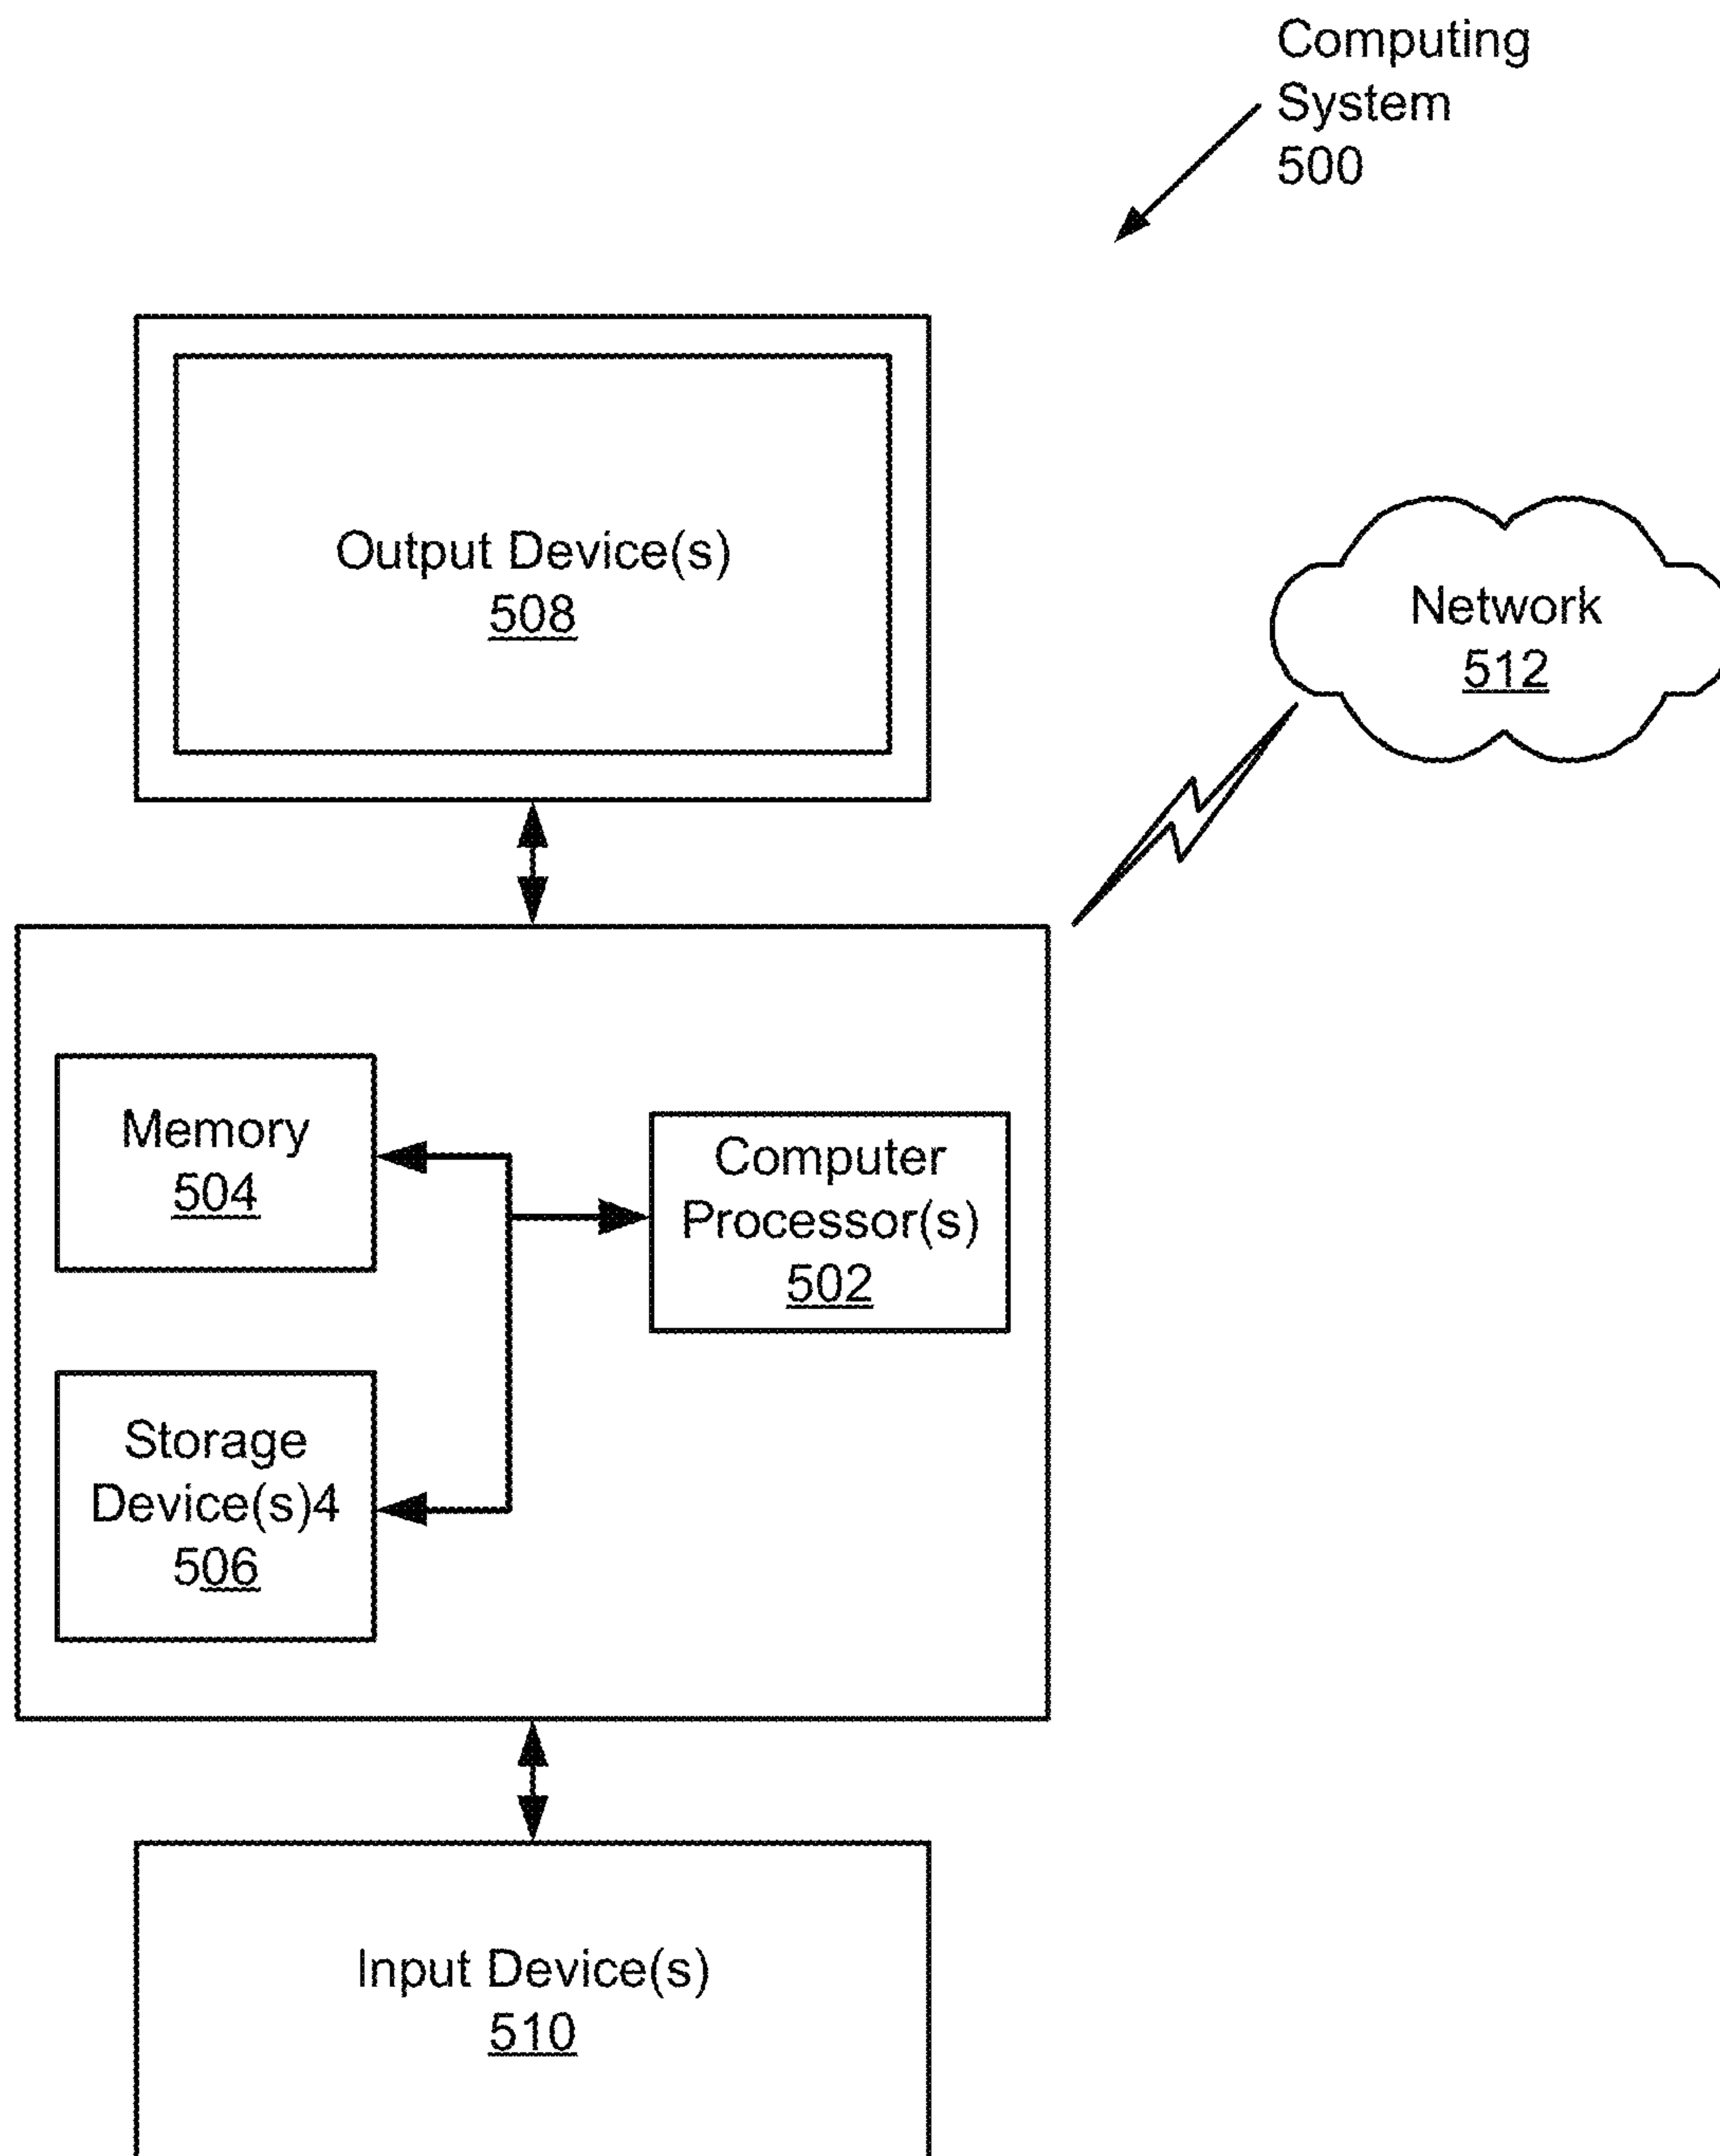 Computing
System
500
Output Device(s)
508
Network
512
Memory
504
Computer
Processor(s)
502
Storage
Device(s)4
506
Input Device(s)
510